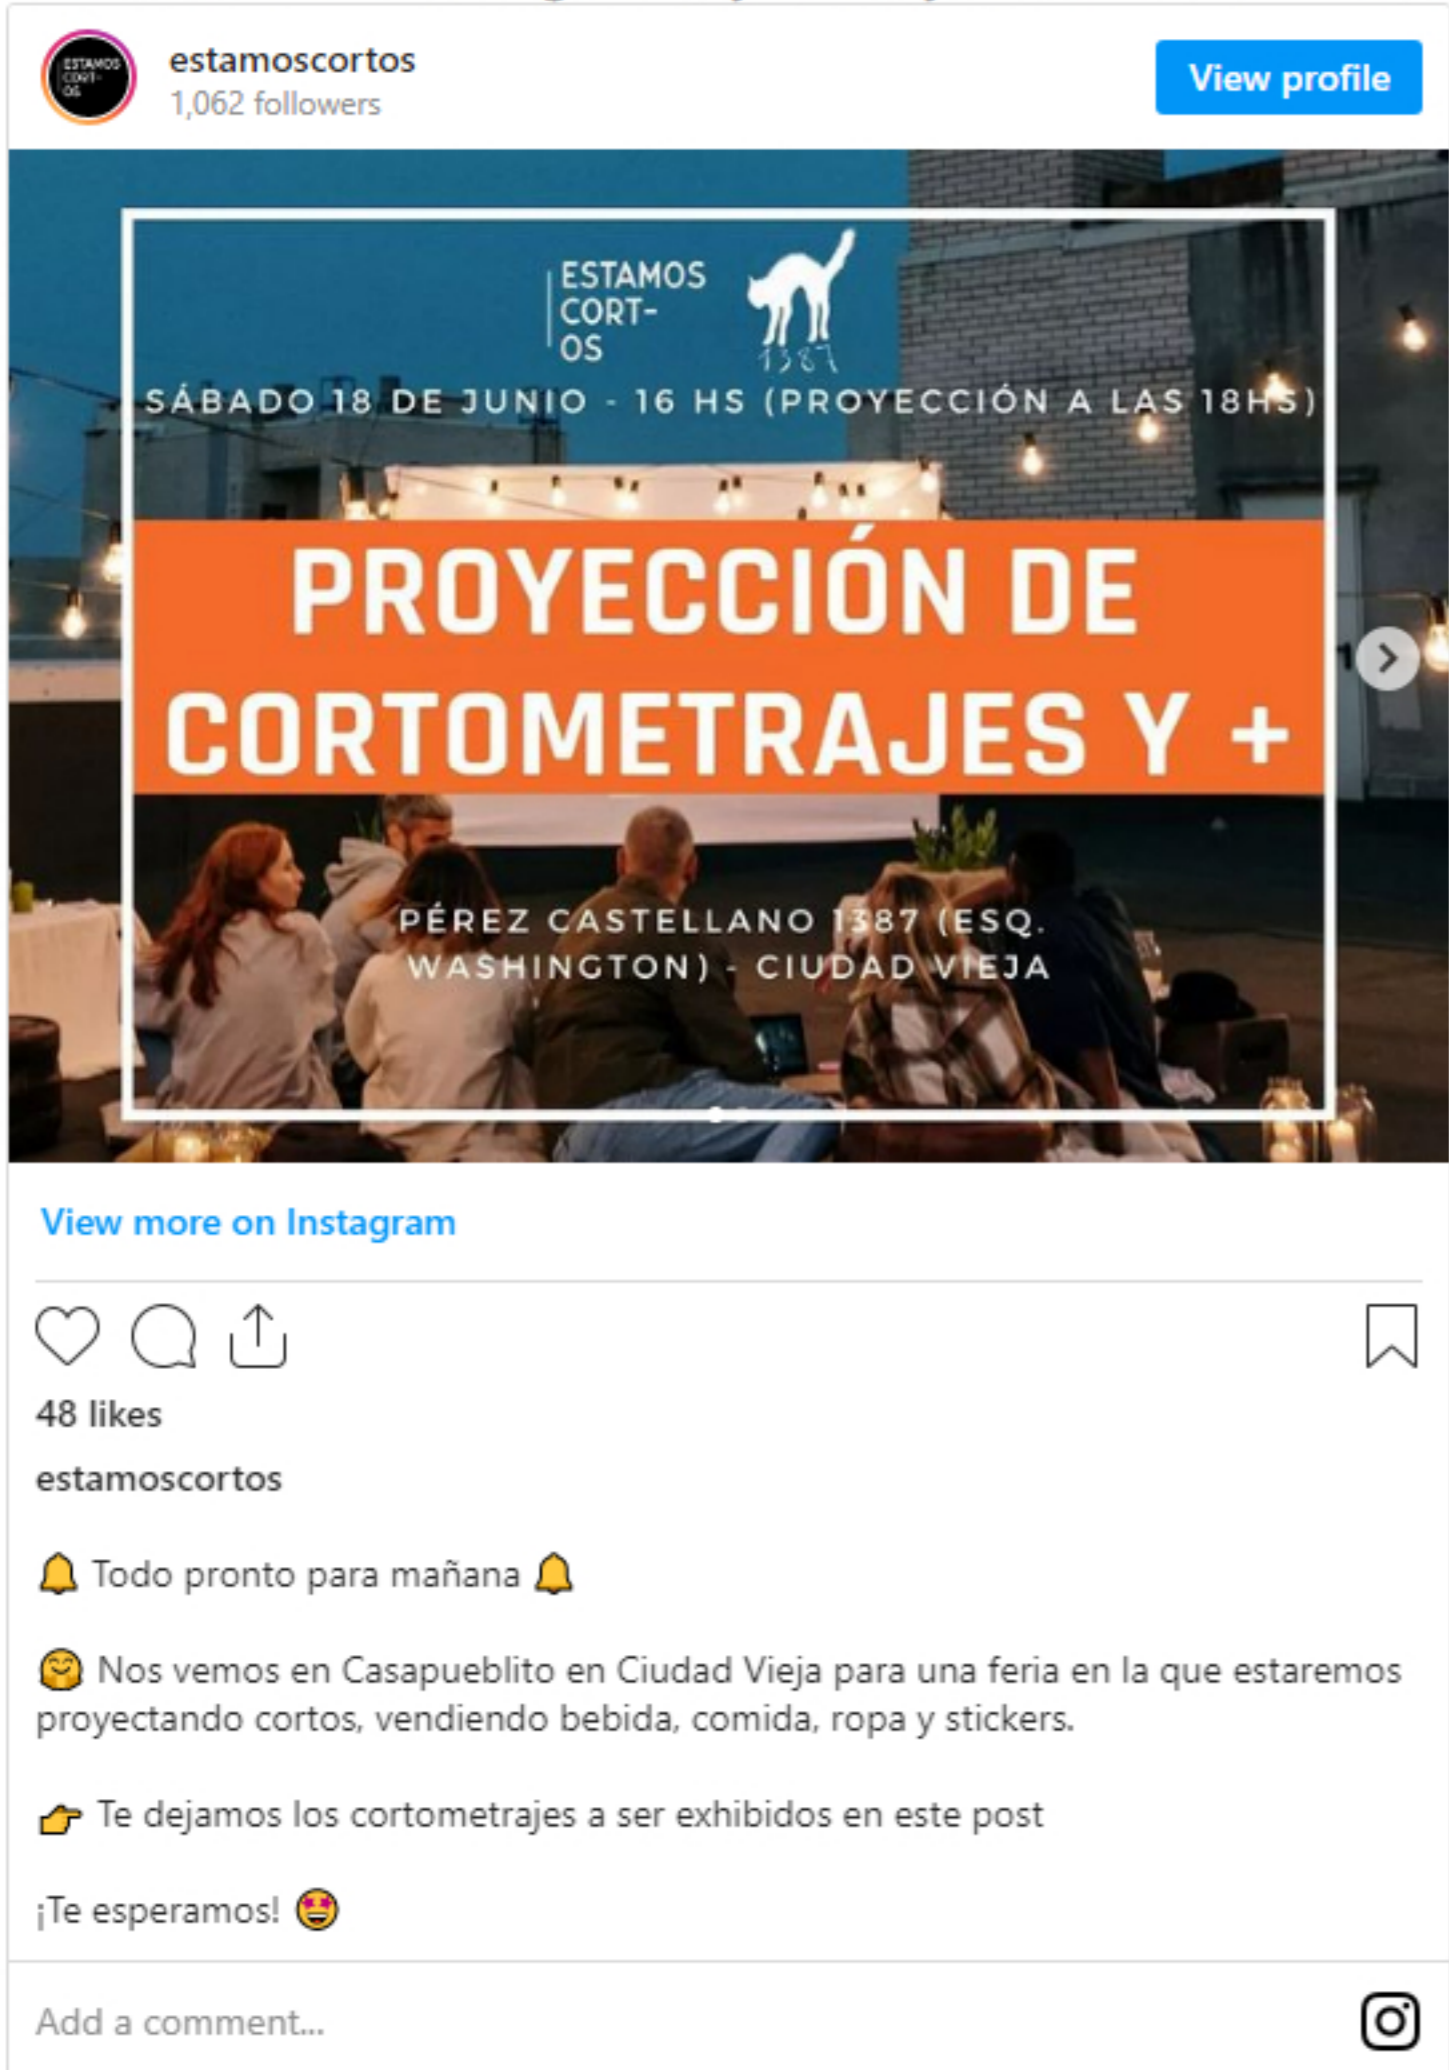 ESTAMOS
CORT-
OS
estamoscortos
1,062 followers
View profile
ESTAMOS
CORT-
OS
1387
SÁBADO 18 DE JUNIO - 16 HS (PROYECCIÓN A LAS 18HS)
PROYECCIÓN DE
CORTOMETRAJES Y +
PÉREZ CASTELLANO 1387 (ESQ.
WASHINGTON) - CIUDAD VIEJA
View more on Instagram
48 likes
estamoscortos
🔔 Todo pronto para mañana 🔔
🤗 Nos vemos en Casapueblito en Ciudad Vieja para una feria en la que estaremos
proyectando cortos, vendiendo bebida, comida, ropa y stickers.
👉 Te dejamos los cortometrajes a ser exhibidos en este post
¡Te esperamos! 🤩
Add a comment...